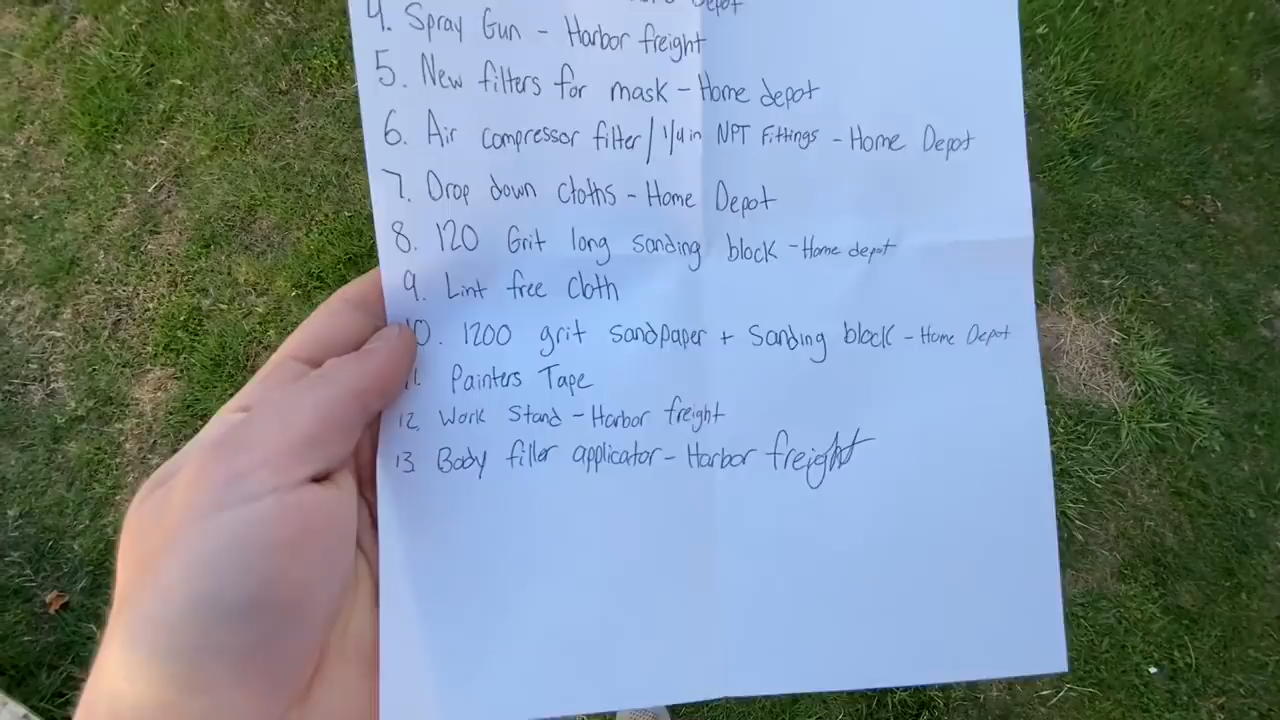 Depot
4. Spray Gun - Harbor freight
5. New filters for mask - Home depot
6. Air compressor filter/ 1/4 in NPT Fittings - Home Depot
7. Drop down cloths - Home Depot
8. 120 Grit long sanding block - Home depot
9. Lint free cloth
10. 1200 grit sandpaper + Sanding block - Home Depot
11. Painters Tape
12. Work Stand - Harbor freight
13 Body filler applicator - Harbor freight